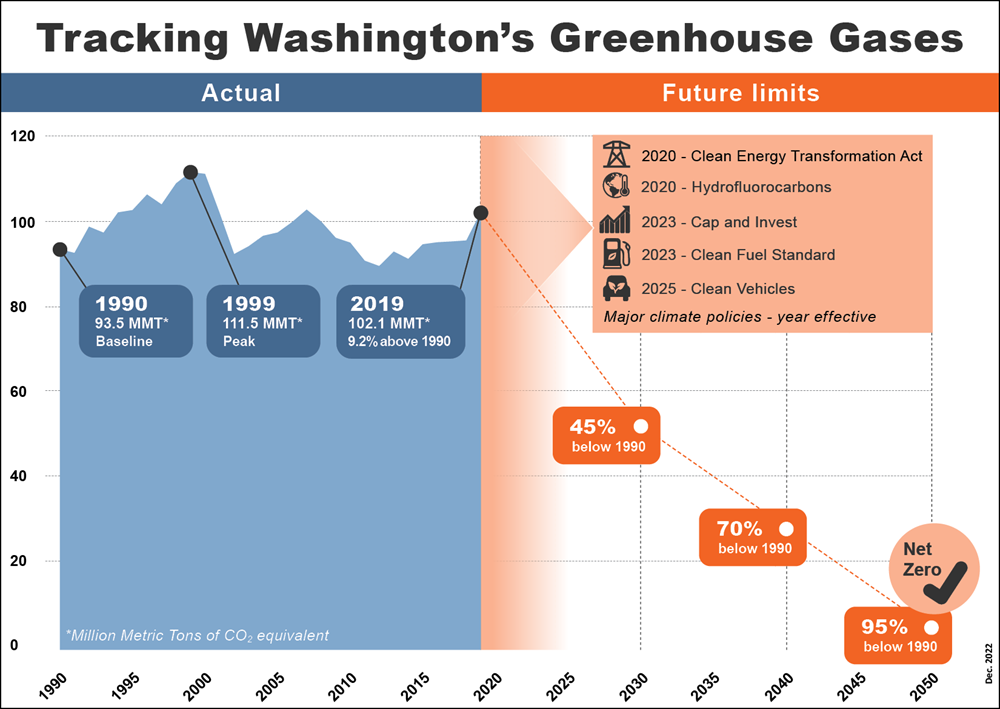 Tracking Washington's Greenhouse Gases
Actual
Future limits
120
100
80
60
40
20
0
2020 - Clean Energy Transformation Act
2020 - Hydrofluorocarbons
2023 - Cap and Invest
2023 - Clean Fuel Standard
2025 - Clean Vehicles
Major climate policies - year effective
1990
93.5 MMT*
Baseline
1999
111.5 MMT*
Peak
2019
102.1 MMT*
9.2% above 1990
45%
below 1990
70%
below 1990
Net
Zero
95%
below 1990
*Million Metric Tons of CO₂ equivalent
1990
1995
2000
2005
2010
2015
2020
2025
2030
2035
2040
2045
2050
Dec. 2022